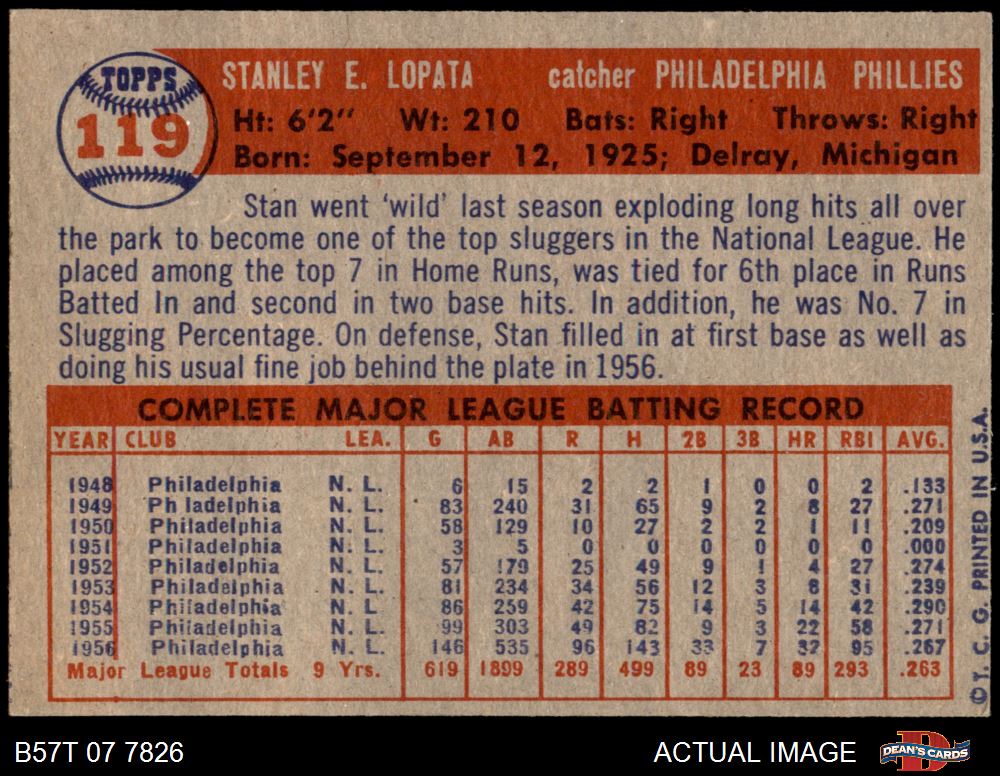 TOPPS
119
STANLEY E. LOPATA catcher PHILADELPHIA PHILLIES
Ht: 6'2" Wt: 210 Bats: Right Throws: Right
Born: September 12, 1925; Delray, Michigan
Stan went 'wild' last season exploding long hits all over
the park to become one of the top sluggers in the National League. He
placed among the top 7 in Home Runs, was tied for 6th place in Runs
Batted In and second in two base hits. In addition, he was No. 7 in
Slugging Percentage. On defense, Stan filled in at first base as well as
doing his usual fine job behind the plate in 1956.
COMPLETE MAJOR LEAGUE BATTING RECORD
YEAR CLUB LEA. G AB R H 2B 3B HR RBI AVG.
1948 Philadelphia N. L. 6 15 2 2 1 0 0 2 .133
1949 Ph ladelphia N. L. 83 240 31 65 9 2 8 27 .271
1950 Philadelphia N. L. 58 129 10 27 2 2 1 11 .209
1951 Philadelphia N. L. 3 5 0 0 0 0 0 0 .000
1952 Philadelphia N. L. 57 179 25 49 9 1 4 27 .274
1953 Philadelphia N. L. 81 234 34 56 12 3 8 31 .239
1954 Philadelphia N. L. 86 259 42 75 14 5 14 42 .290
1955 Philadelphia N. L. 99 303 49 82 9 3 22 58 .271
1956 Philadelphia N. L. 146 535 96 143 33 7 32 95 .267
Major League Totals 9 Yrs. 619 1899 289 499 89 23 89 293 .263
© T. C. G. PRINTED IN U.S.A.
B57T 07 7826 ACTUAL IMAGE DEAN'S CARDS